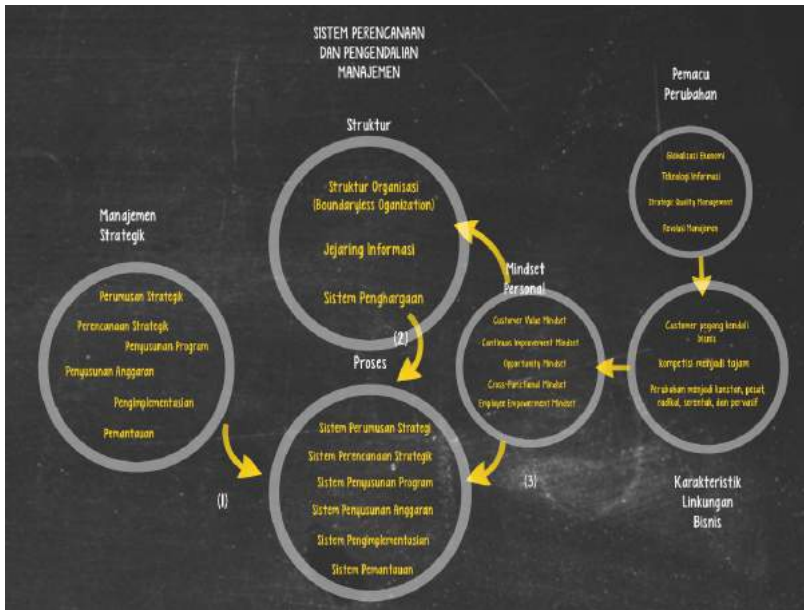 SISTEM PERENCANAAN
DAN PENGENDALIAN
MANAJEMEN
Struktur
Struktur Organisasi
(Boundaryless Oganization)
Jejaring Informasi
Sistem Penghargaan
(2)
Pemacu
Perubahan
Globalisasi Ekonomi
Teknologi Informasi
Strategic Quality Management
Revolusi Manajemen
Manajemen
Strategik
Perumusan Strategik
Perencanaan Strategik
Penyusunan Program
Penyusunan Anggaran
Pengimplementasian
Pemantauan
(1)
Mindset
Personal
Customer Value Mindset
Continuos Improvement Mindset
Opportunity Mindset
Cross-Functional Mindset
Employee Empowerment Mindset
(3)
Customer pegang kendali
bisnis
kompetisi menjadi tajam
Perubahan menjadi konstan, pesat,
radikal, serentak, dan pervasif
Karakteristik
Linkungan
Bisnis
Proses
Sistem Perumusan Strategi
Sistem Perencanaan Strategik
Sistem Penyusunan Program
Sistem Penyusunan Anggaran
Sistem Pengimplementasian
Sistem Pemantauan